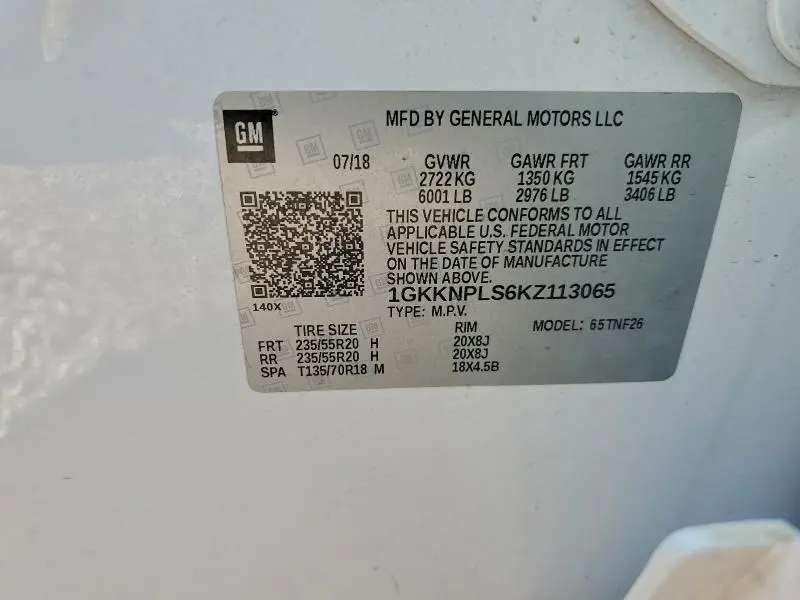 GM
MFD BY GENERAL MOTORS LLC
07/18 GVWR GAWR FRT GAWR RR
2722 KG 1350 KG 1545 KG
6001 LB 2976 LB 3406 LB
THIS VEHICLE CONFORMS TO ALL
APPLICABLE U.S. FEDERAL MOTOR
VEHICLE SAFETY STANDARDS IN EFFECT
ON THE DATE OF MANUFACTURE
SHOWN ABOVE.
1GKKNPLS6KZ113065
140X
TYPE: M.P.V.
TIRE SIZE RIM MODEL: 65TNF26
FRT 235/55R20 H 20X8J
RR 235/55R20 H 20X8J
SPA T135/70R18 M 18X4.5B